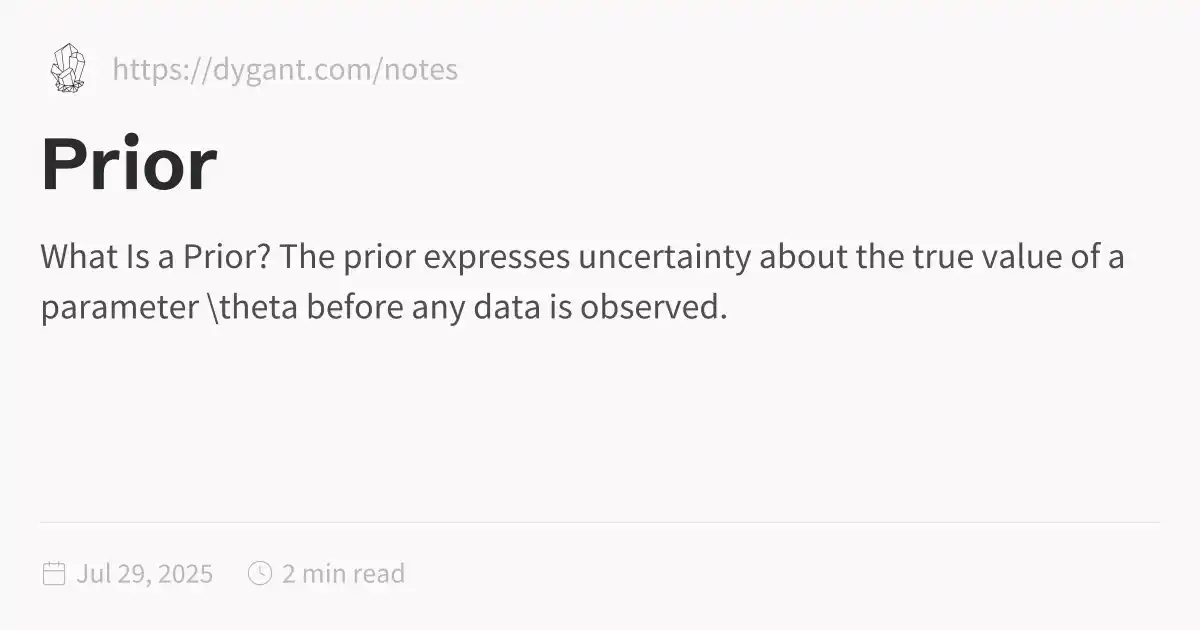 https://dygant.com/notes
Prior
What Is a Prior? The prior expresses uncertainty about the true value of a
parameter \theta before any data is observed.
Jul 29, 2025 2 min read